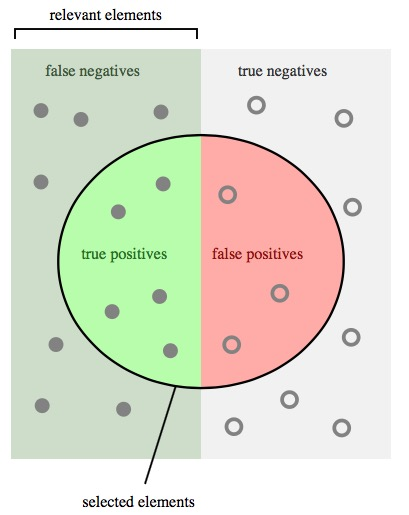 relevant elements
false negatives
true negatives
true positives
false positives
selected elements